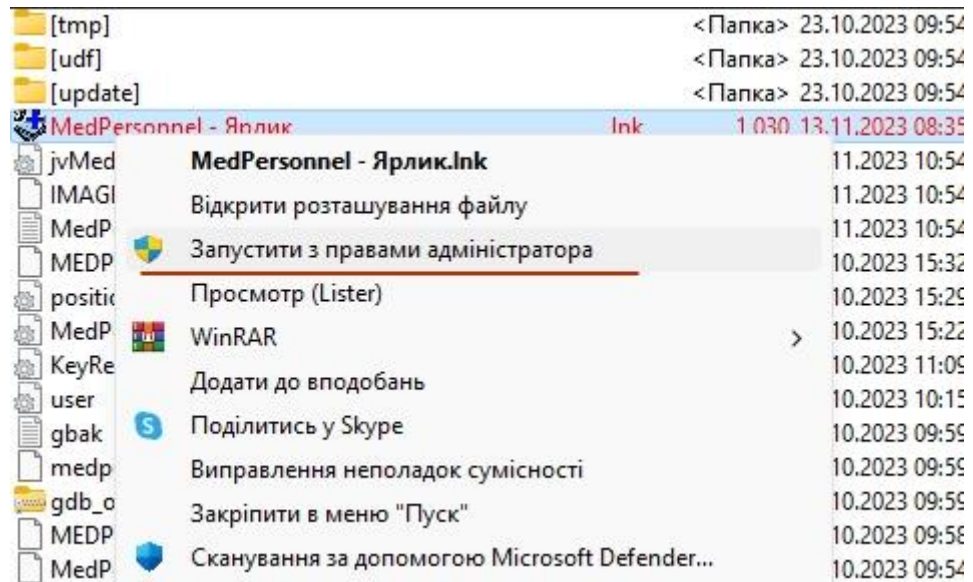 [tmp] <Папка> 23.10.2023 09:54
[udf] <Папка> 23.10.2023 09:54
[update] <Папка> 23.10.2023 09:54
MedPersonnel - Ярлик lnk 1 030 13.11.2023 08:35
jvMed 11.2023 10:54
IMAGI 11.2023 10:54
MedP 11.2023 10:54
MEDP 10.2023 15:32
positic 10.2023 15:29
MedP 10.2023 15:22
KeyRe 10.2023 11:09
user 10.2023 10:15
gbak 10.2023 09:59
medp 10.2023 09:59
gdb_o 10.2023 09:59
MEDP 10.2023 09:58
MedP 10.2023 09:54
MedPersonnel - Ярлик.lnk
Відкрити розташування файлу
Запустити з правами адміністратора
Просмотр (Lister)
WinRAR
Додати до вподобань
Поділитись у Skype
Виправлення неполадок сумісності
Закріпити в меню "Пуск"
Сканування за допомогою Microsoft Defender...